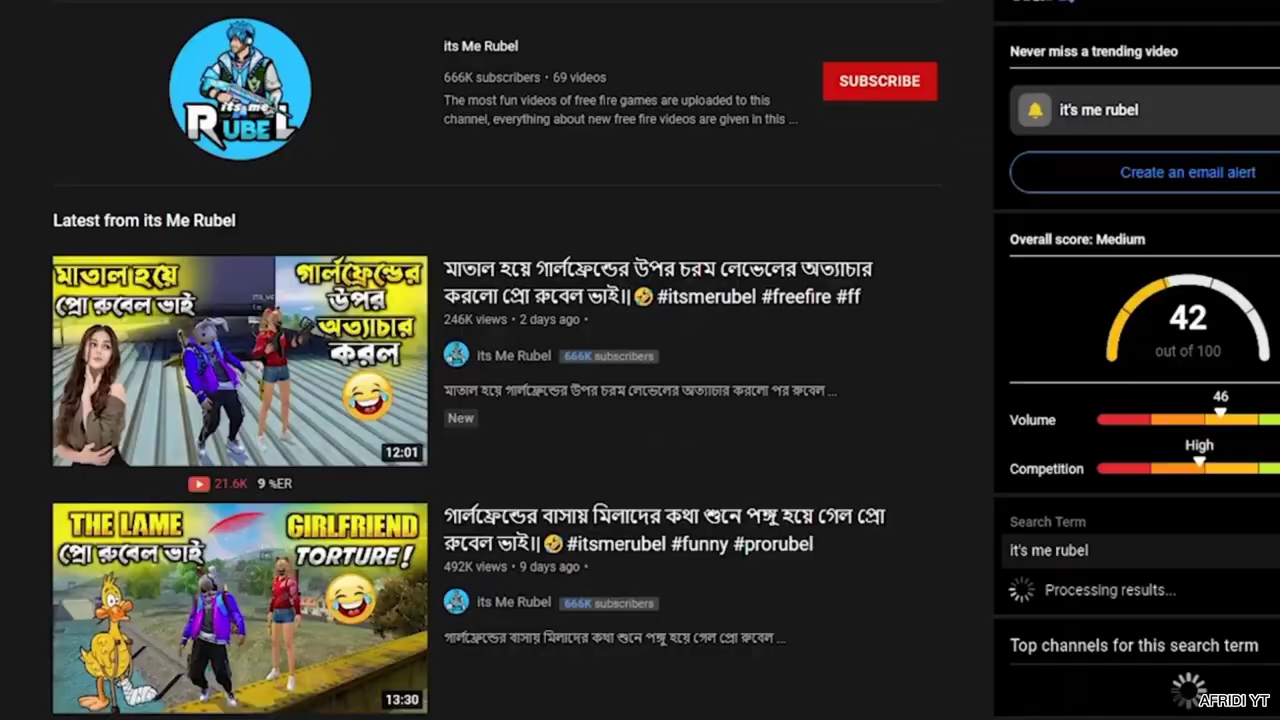 its Me Rubel
666K subscribers • 69 videos
The most fun videos of free fire games are uploaded to this
channel, everything about new free fire videos are given in this ...
SUBSCRIBE
its me
RUBEL
Latest from its Me Rubel
মাতাল হয়ে
প্রো রুবেল ভাই
গার্লফ্রেন্ডের
উপর
অত্যাচার
করল
12:01
মাতাল হয়ে গার্লফ্রেন্ডের উপর চরম লেভেলের অত্যাচার
করলো প্রো রুবেল ভাই।| 🤣 #itsmerubel #freefire #ff
246K views • 2 days ago •
its Me Rubel 666K subscribers
মাতাল হয়ে গার্লফ্রেন্ডের উপর চরম লেভেলের অত্যাচার করলো পর রুবেল ...
New
21.6K 9 %ER
THE LAME
প্রো রুবেল ভাই
GIRLFRIEND
TORTURE!
13:30
গার্লফ্রেন্ডের বাসায় মিলাদের কথা শুনে পঙ্গু হয়ে গেল প্রো
রুবেল ভাই।| 🤣 #itsmerubel #funny #prorubel
492K views • 9 days ago •
its Me Rubel 666K subscribers
গার্লফ্রেন্ডের বাসায় মিলাদের কথা শুনে পঙ্গু হয়ে গেল প্রো রুবেল ...
Never miss a trending video
it's me rubel
Create an email alert
Overall score: Medium
42
out of 100
46
Volume
High
Competition
Search Term
it's me rubel
Processing results...
Top channels for this search term
AFRIDI YT